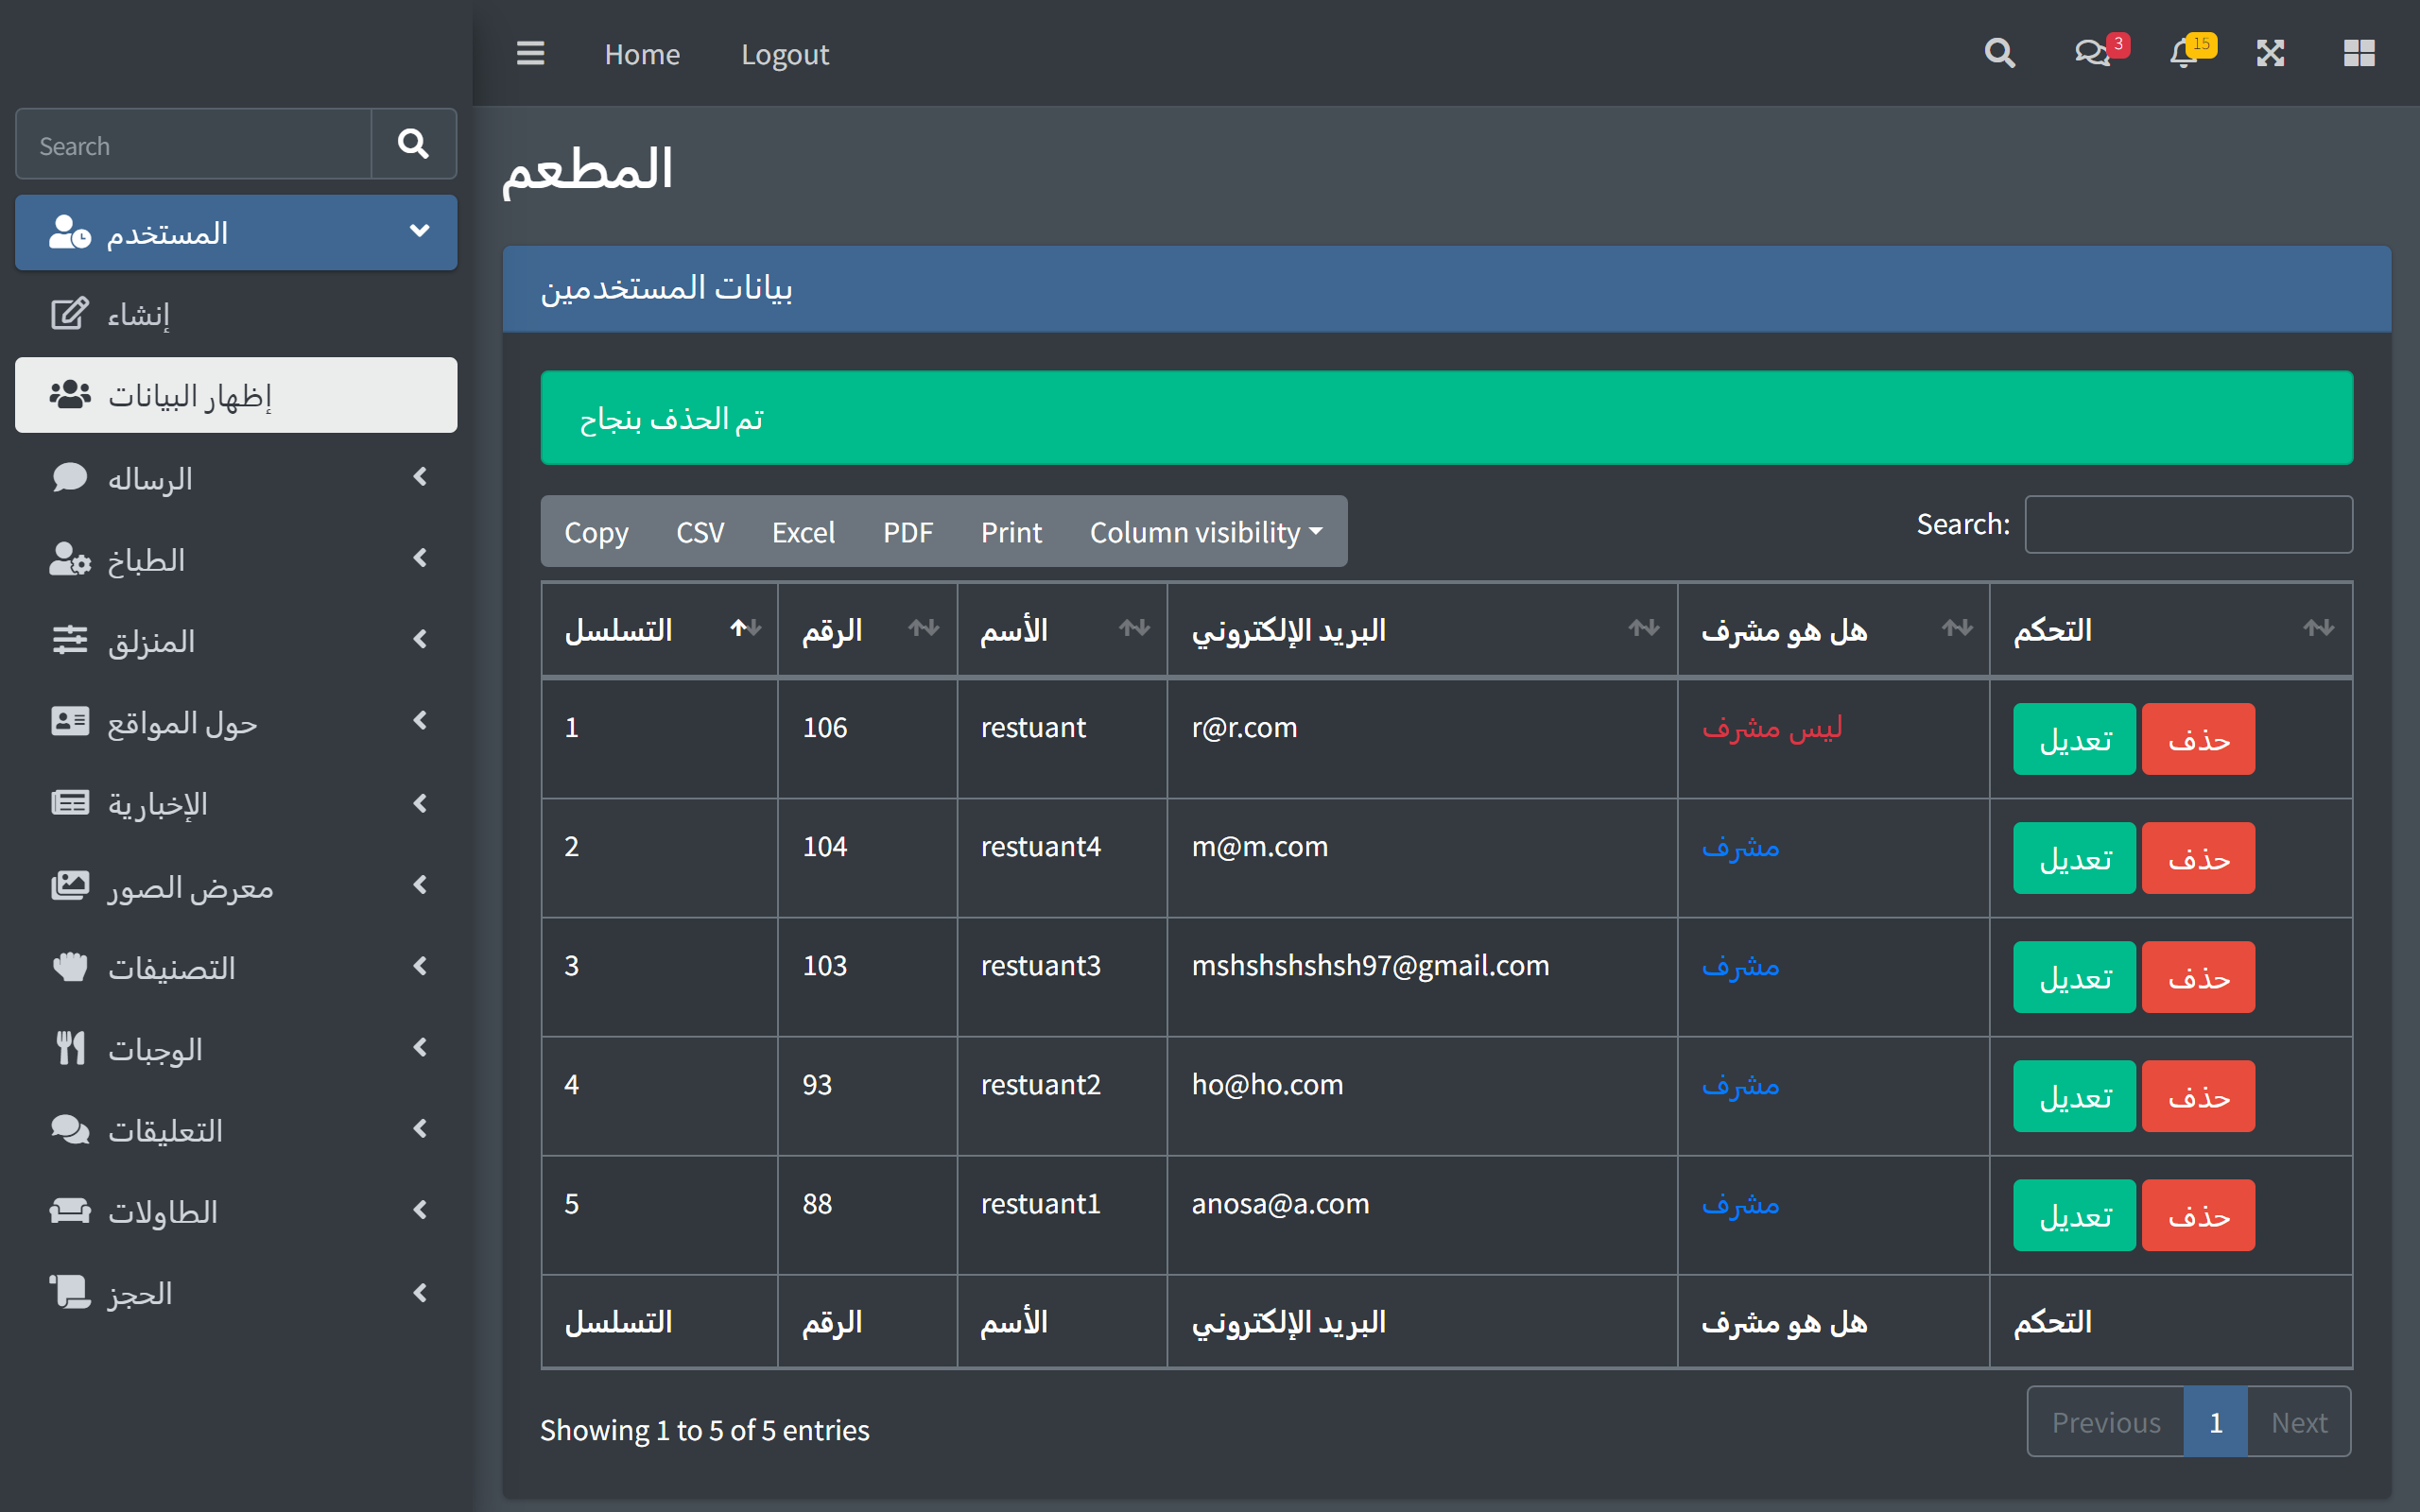 Home Logout 3 15
Search
المستخدم
إنشاء
إظهار البيانات
الرساله
الطباخ
المنزلق
حول المواقع
الإخبارية
معرض الصور
التصنيفات
الوجبات
التعليقات
الطاولات
الحجز
المطعم
بيانات المستخدمين
تم الحذف بنجاح
Copy CSV Excel PDF Print Column visibility Search:
التسلسل الرقم الأسم البريد الإلكتروني هل هو مشرف التحكم
1 106 restuant r@r.com ليس مشرف تعديل حذف
2 104 restuant4 m@m.com مشرف تعديل حذف
3 103 restuant3 mshshshshsh97@gmail.com مشرف تعديل حذف
4 93 restuant2 ho@ho.com مشرف تعديل حذف
5 88 restuant1 anosa@a.com مشرف تعديل حذف
التسلسل الرقم الأسم البريد الإلكتروني هل هو مشرف التحكم
Showing 1 to 5 of 5 entries Previous 1 Next